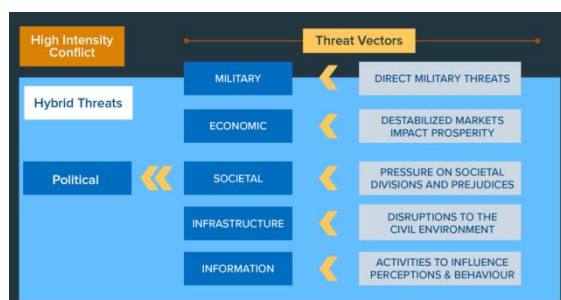 High Intensity
Conflict
Threat Vectors
MILITARY
DIRECT MILITARY THREATS
Hybrid Threats
ECONOMIC
DESTABILIZED MARKETS
IMPACT PROSPERITY
Political
SOCIETAL
PRESSURE ON SOCIETAL
DIVISIONS AND PREJUDICES
INFRASTRUCTURE
DISRUPTIONS TO THE
CIVIL ENVIRONMENT
INFORMATION
ACTIVITIES TO INFLUENCE
PERCEPTIONS & BEHAVIOUR